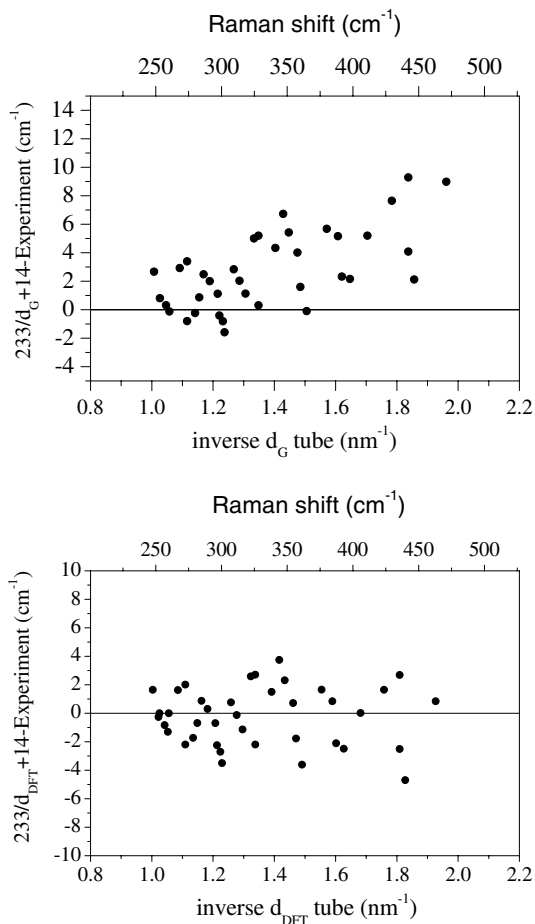 Raman shift (cm⁻¹)
250 300 350 400 450 500
14
12
10
8
6
4
2
0
-2
-4
233/d_G+14-Experiment (cm⁻¹)
0.8 1.0 1.2 1.4 1.6 1.8 2.0 2.2
inverse d_G tube (nm⁻¹)
Raman shift (cm⁻¹)
250 300 350 400 450 500
10
8
6
4
2
0
-2
-4
-6
-8
-10
233/d_DFT+14-Experiment (cm⁻¹)
0.8 1.0 1.2 1.4 1.6 1.8 2.0 2.2
inverse d_DFT tube (nm⁻¹)